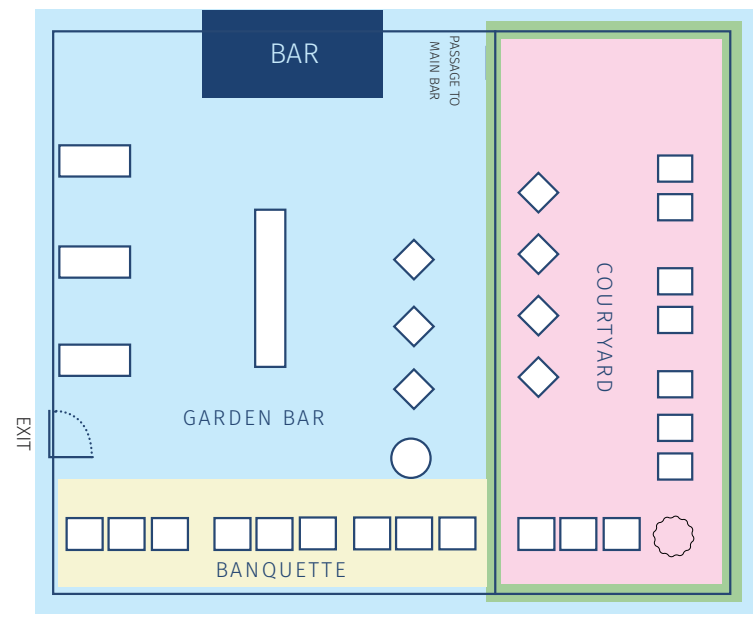 BAR
PASSAGE TO
MAIN BAR
COURTYARD
GARDEN BAR
EXIT
BANQUETTE